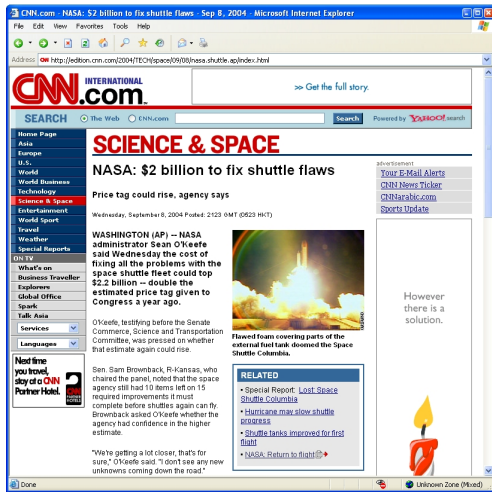 CNN.com - NASA: $2 billion to fix shuttle flaws - Sep 8, 2004 - Microsoft Internet Explorer
File Edit View Favorites Tools Help
Address http://edition.cnn.com/2004/TECH/space/09/08/nasa.shuttle.ap/index.html
CNN.com INTERNATIONAL
>> Get the full story.
SEARCH The Web CNN.com Search Powered by YAHOO! search
Home Page
Asia
Europe
U.S.
World
World Business
Technology
Science & Space
Entertainment
World Sport
Travel
Weather
Special Reports
ON TV
What's on
Business Traveller
Explorers
Global Office
Spark
Talk Asia
Services
Languages
Next time
you travel,
stay at a CNN
Partner Hotel.
CNN
PARTNER
HOTELS
SCIENCE & SPACE
NASA: $2 billion to fix shuttle flaws
Price tag could rise, agency says
Wednesday, September 8, 2004 Posted: 2123 GMT (0523 HKT)
WASHINGTON (AP) -- NASA
administrator Sean O'Keefe
said Wednesday the cost of
fixing all the problems with the
space shuttle fleet could top
$2.2 billion -- double the
estimated price tag given to
Congress a year ago.
O'Keefe, testifying before the Senate
Commerce, Science and Transportation
Committee, was pressed on whether
that estimate again could rise.
Sen. Sam Brownback, R-Kansas, who
chaired the panel, noted that the space
agency still had 10 items left on 15
required improvements it must
complete before shuttles again can fly.
Brownback asked O'Keefe whether the
agency had confidence in the higher
estimate.
"We're getting a lot closer, that's for
sure," O'Keefe said. "I don't see any new
unknowns coming down the road."
Flawed foam covering parts of the
external fuel tank doomed the Space
Shuttle Columbia.
RELATED
• Special Report: Lost: Space
Shuttle Columbia
• Hurricane may slow shuttle
progress
• Shuttle tanks improved for first
flight
• NASA: Return to flight
advertisement
Your E-Mail Alerts
CNN News Ticker
CNNarabic.com
Sports Update
However
there is a
solution.
Done
Unknown Zone (Mixed)